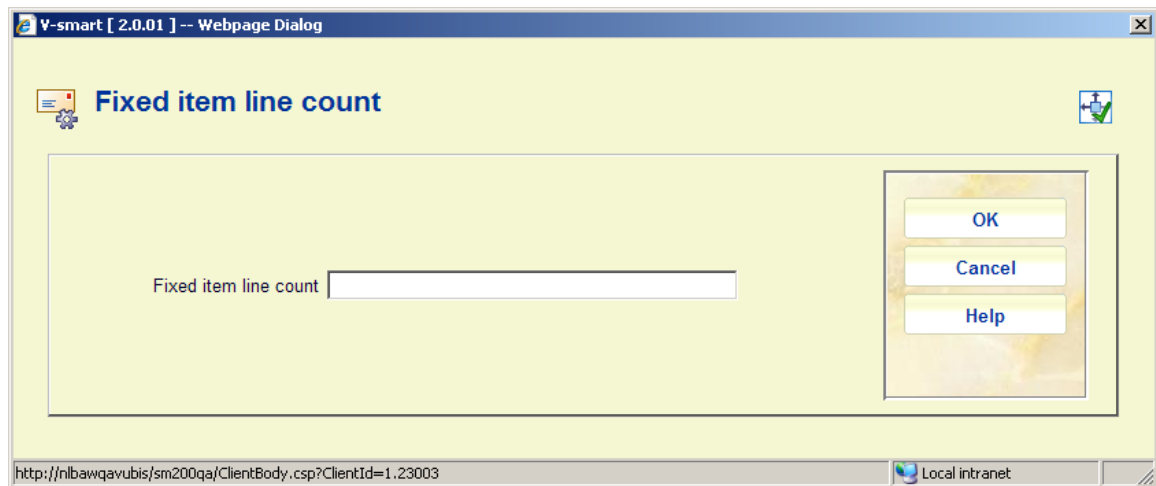 V-smart [ 2.0.01 ] -- Webpage Dialog
Fixed item line count
OK
Cancel
Fixed item line count
Help
http://nlbawqavubis/sm200qa/ClientBody.csp?ClientId=1.23003
Local intranet